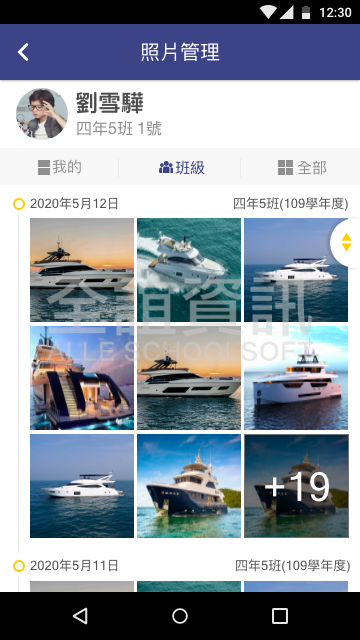 12:30
照片管理
劉雪驊
四年5班 1號
我的
班級
全部
2020年5月12日
四年5班(109學年度)
全誼資訊
ALLE SCHOOL SOFT
+19
2020年5月11日
四年5班(109學年度)